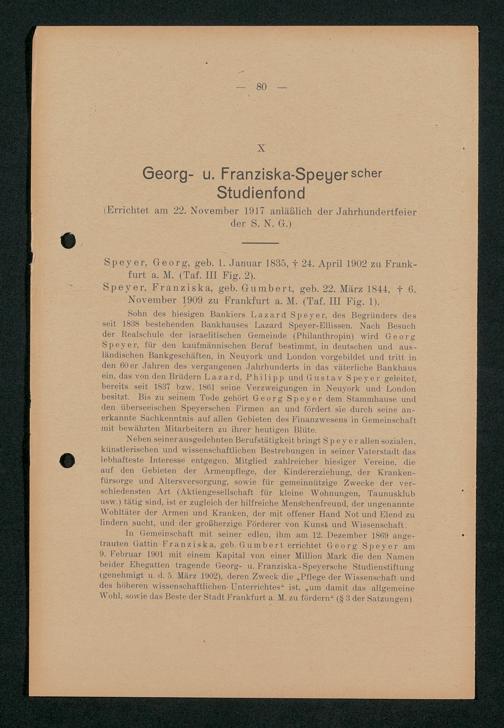 — 80 —
X
Georg- u. Franziska-Speyerscher
Studienfond
(Errichtet am 22. November 1917 anläßlich der Jahrhundertfeier
der S. N. G.)
Speyer, Georg, geb. 1. Januar 1835, † 24. April 1902 zu Frank-
furt a. M. (Taf. III Fig. 2).
Speyer, Franziska, geb. Gumbert, geb. 22. März 1844, † 6.
November 1909 zu Frankfurt a. M. (Taf. III Fig. 1).
Sohn des hiesigen Bankiers Lazard Speyer, des Begründers des
seit 1838 bestehenden Bankhauses Lazard Speyer-Ellissen. Nach Besuch
der Realschule der israelitischen Gemeinde (Philanthropin) wird Georg
Speyer, für den kaufmännischen Beruf bestimmt, in deutschen und aus-
ländischen Bankgeschäften, in Neuyork und London vorgebildet und tritt in
den 60er Jahren des vergangenen Jahrhunderts in das väterliche Bankhaus
ein, das von den Brüdern Lazard, Philipp und Gustav Speyer geleitet,
bereits seit 1837 bzw. 1861 seine Verzweigungen in Neuyork und London
besitzt. Bis zu seinem Tode gehört Georg Speyer dem Stammhause und
den überseeischen Speyerschen Firmen an und fördert sie durch seine an-
erkannte Sachkenntnis auf allen Gebieten des Finanzwesens in Gemeinschaft
mit bewährten Mitarbeitern zu ihrer heutigen Blüte.
Neben seiner ausgedehnten Berufstätigkeit bringt Speyer allen sozialen,
künstlerischen und wissenschaftlichen Bestrebungen in seiner Vaterstadt das
lebhafteste Interesse entgegen. Mitglied zahlreicher hiesiger Vereine, die
auf den Gebieten der Armenpflege, der Kindererziehung, der Kranken-
fürsorge und Altersversorgung, sowie für gemeinnützige Zwecke der ver-
schiedensten Art (Aktiengesellschaft für kleine Wohnungen, Taunusklub
usw.) tätig sind, ist er zugleich der hilfreiche Menschenfreund, der ungenannte
Wohltäter der Armen und Kranken, der mit offener Hand Not und Elend zu
lindern sucht, und der großherzige Förderer von Kunst und Wissenschaft.
In Gemeinschaft mit seiner edlen, ihm am 12. Dezember 1869 ange-
trauten Gattin Franziska, geb. Gumbert errichtet Georg Speyer am
9. Februar 1901 mit einem Kapital von einer Million Mark die den Namen
beider Ehegatten tragende Georg- u. Franziska-Speyersche Studienstiftung
(genehmigt u. d. 5. März 1902), deren Zweck die „Pflege der Wissenschaft und
des höheren wissenschaftlichen Unterrichtes“ ist, „um damit das allgemeine
Wohl, sowie das Beste der Stadt Frankfurt a. M. zu fördern“ (§ 3 der Satzungen).